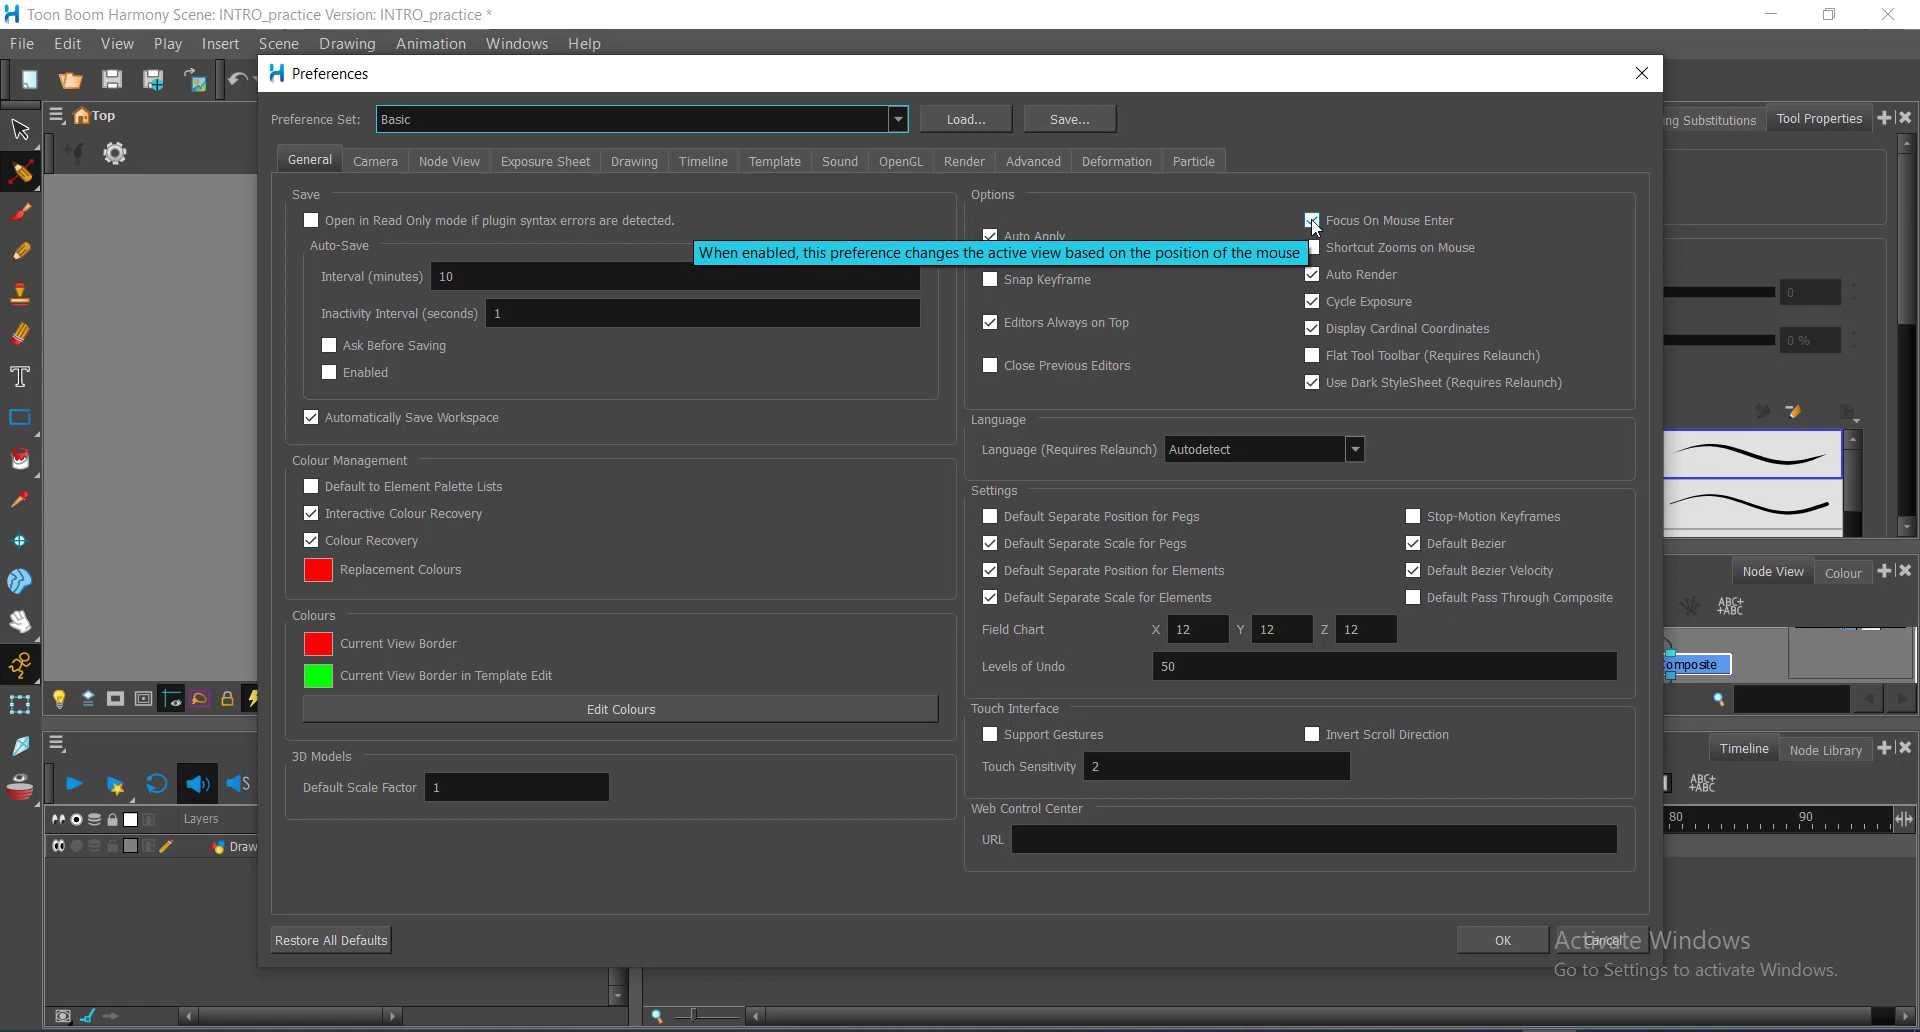 Toon Boom Harmony Scene: INTRO_practice Version: INTRO_practice *
File Edit View Play Insert Scene Drawing Animation Windows Help
Preferences
Top
Preference Set: Basic Load... Save...
ng Substitutions Tool Properties
General Camera Node View Exposure Sheet Drawing Timeline Template Sound OpenGL Render Advanced Deformation Particle
Save
Open in Read Only mode if plugin syntax errors are detected.
Auto-Save
Interval (minutes) 10
Inactivity Interval (seconds) 1
Ask Before Saving
Enabled
Automatically Save Workspace
Colour Management
Default to Element Palette Lists
Interactive Colour Recovery
Colour Recovery
Replacement Colours
Colours
Current View Border
Current View Border in Template Edit
Edit Colours
3D Models
Default Scale Factor 1
Options
Auto Apply
Focus On Mouse Enter
When enabled, this preference changes the active view based on the position of the mouse
Shortcut Zooms on Mouse
Snap Keyframe
Auto Render
Cycle Exposure
Editors Always on Top
Display Cardinal Coordinates
Flat Tool Toolbar (Requires Relaunch)
Close Previous Editors
Use Dark StyleSheet (Requires Relaunch)
Language
Language (Requires Relaunch) Autodetect
Settings
Default Separate Position for Pegs Stop-Motion Keyframes
Default Separate Scale for Pegs Default Bezier
Default Separate Position for Elements Default Bezier Velocity
Default Separate Scale for Elements Default Pass Through Composite
Field Chart X 12 Y 12 Z 12
Levels of Undo 50
Touch Interface
Support Gestures Invert Scroll Direction
Touch Sensitivity 2
Web Control Center
URL
Restore All Defaults OK Cancel
0
0 %
Node View Colour
ABC+
+ABC
omposite
Timeline Node Library
ABC+
+ABC
80 90
S
Layers
Draw
Activate Windows
Go to Settings to activate Windows.